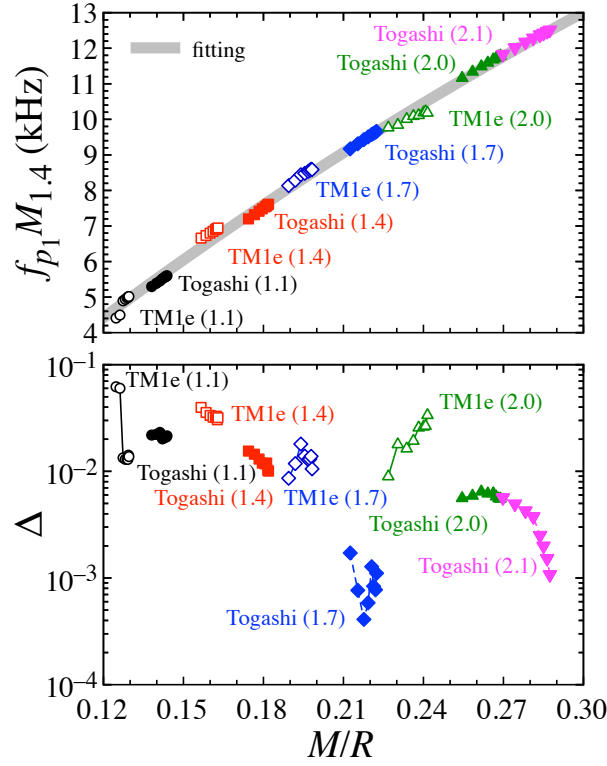 13
12
11
10
9
8
7
6
5
4
f_{p_1} M_{1.4} (kHz)
fitting
Togashi (2.1)
Togashi (2.0)
TM1e (2.0)
Togashi (1.7)
TM1e (1.7)
Togashi (1.4)
TM1e (1.4)
Togashi (1.1)
TM1e (1.1)
10^{-1}
10^{-2}
10^{-3}
10^{-4}
Δ
TM1e (1.1)
TM1e (1.4)
TM1e (2.0)
Togashi (1.1)
Togashi (1.4)
TM1e (1.7)
Togashi (2.0)
Togashi (2.1)
Togashi (1.7)
0.12 0.15 0.18 0.21 0.24 0.27 0.30
M/R